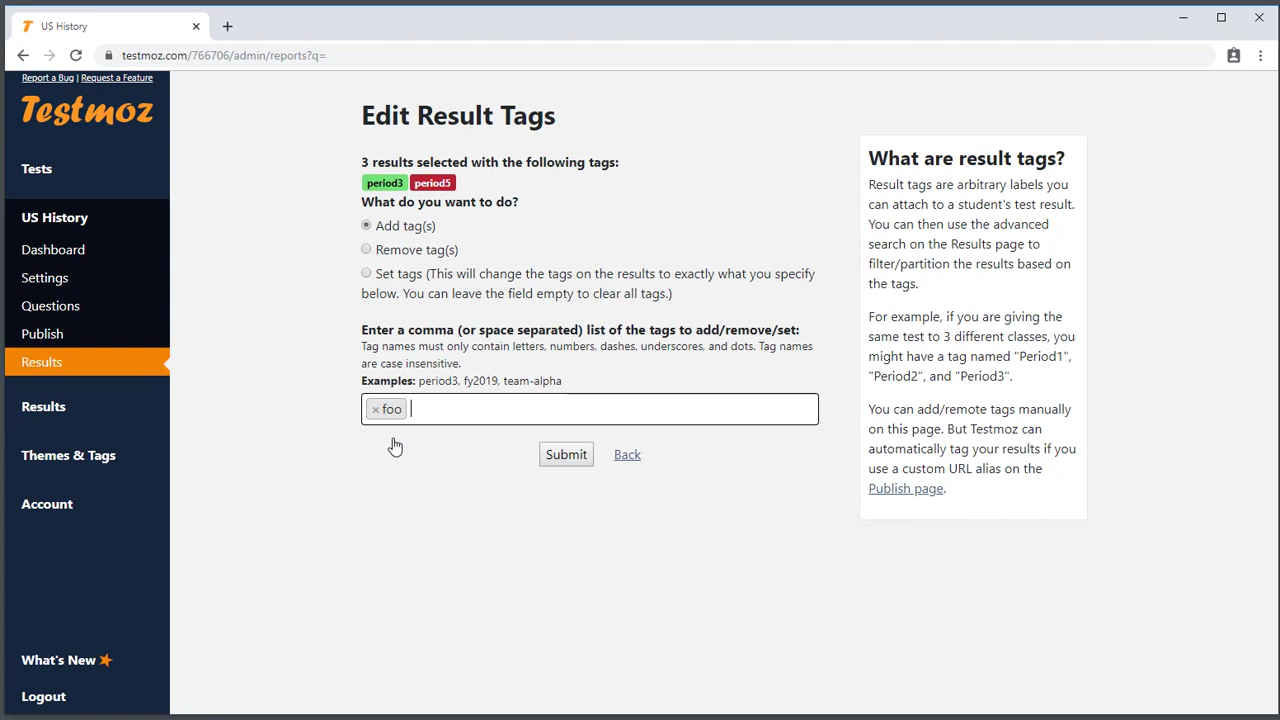 US History
testmoz.com/766706/admin/reports?q=
Report a Bug | Request a Feature
Testmoz
Tests
US History
Dashboard
Settings
Questions
Publish
Results
Results
Themes & Tags
Account
What's New
Logout
Edit Result Tags
3 results selected with the following tags:
period3 period5
What do you want to do?
Add tag(s)
Remove tag(s)
Set tags (This will change the tags on the results to exactly what you specify
below. You can leave the field empty to clear all tags.)
Enter a comma (or space separated) list of the tags to add/remove/set:
Tag names must only contain letters, numbers, dashes, underscores, and dots. Tag names
are case insensitive.
Examples: period3, fy2019, team-alpha
× foo
Submit Back
What are result tags?
Result tags are arbitrary labels you
can attach to a student's test result.
You can then use the advanced
search on the Results page to
filter/partition the results based on
the tags.
For example, if you are giving the
same test to 3 different classes, you
might have a tag named "Period1",
"Period2", and "Period3".
You can add/remote tags manually
on this page. But Testmoz can
automatically tag your results if you
use a custom URL alias on the
Publish page.